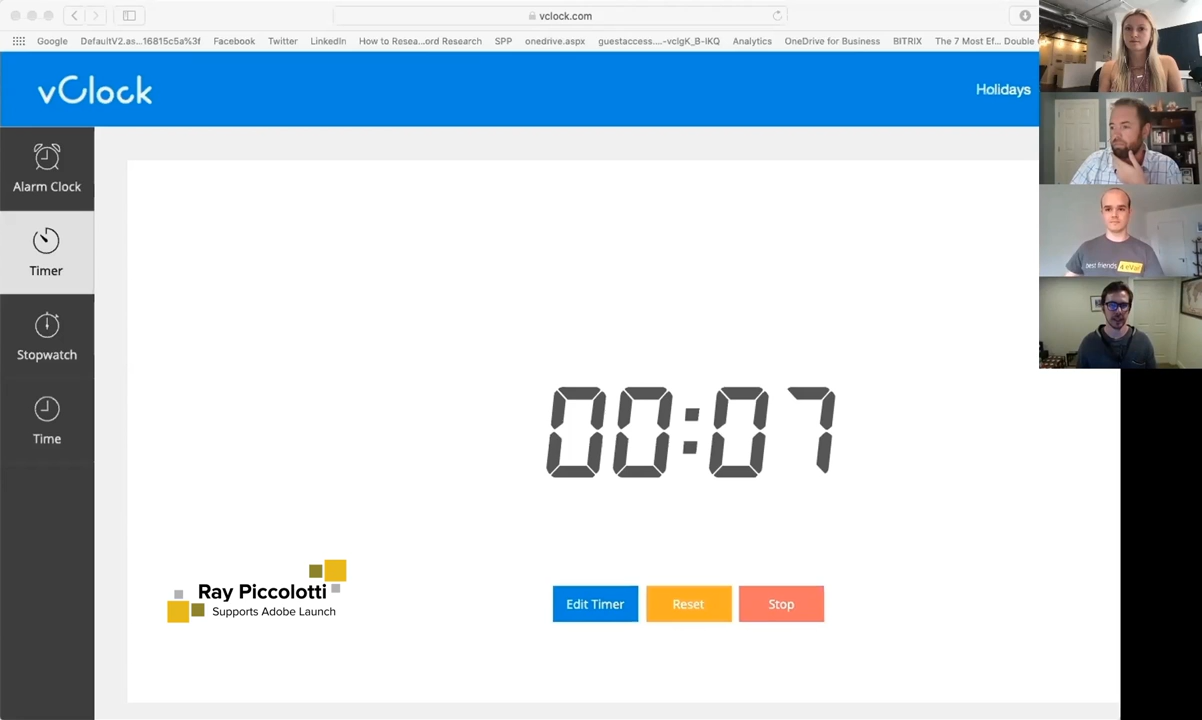 vclock.com
Google DefaultV2.as...16815c5a%3f Facebook Twitter LinkedIn How to Resea...ord Research SPP onedrive.aspx guestaccess....-vclgK_B-IKQ Analytics OneDrive for Business BITRIX The 7 Most Ef... Double
vClock
Holidays
Alarm Clock
Timer
Stopwatch
Time
00:07
Ray Piccolotti
Supports Adobe Launch
Edit Timer Reset Stop
best friends 4 eVar